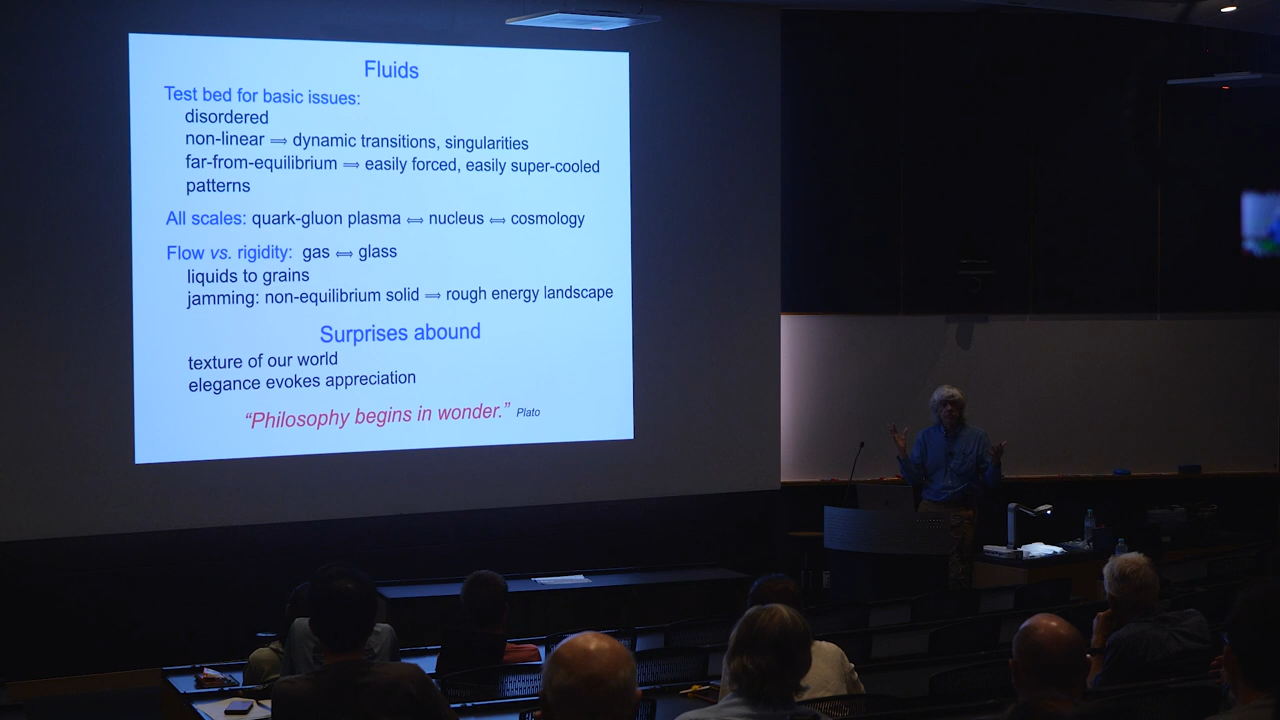 Fluids
Test bed for basic issues:
disordered
non-linear ⟹ dynamic transitions, singularities
far-from-equilibrium ⟹ easily forced, easily super-cooled
patterns
All scales: quark-gluon plasma ⟺ nucleus ⟺ cosmology
Flow vs. rigidity: gas ⟺ glass
liquids to grains
jamming: non-equilibrium solid ⟹ rough energy landscape
Surprises abound
texture of our world
elegance evokes appreciation
“Philosophy begins in wonder.” Plato